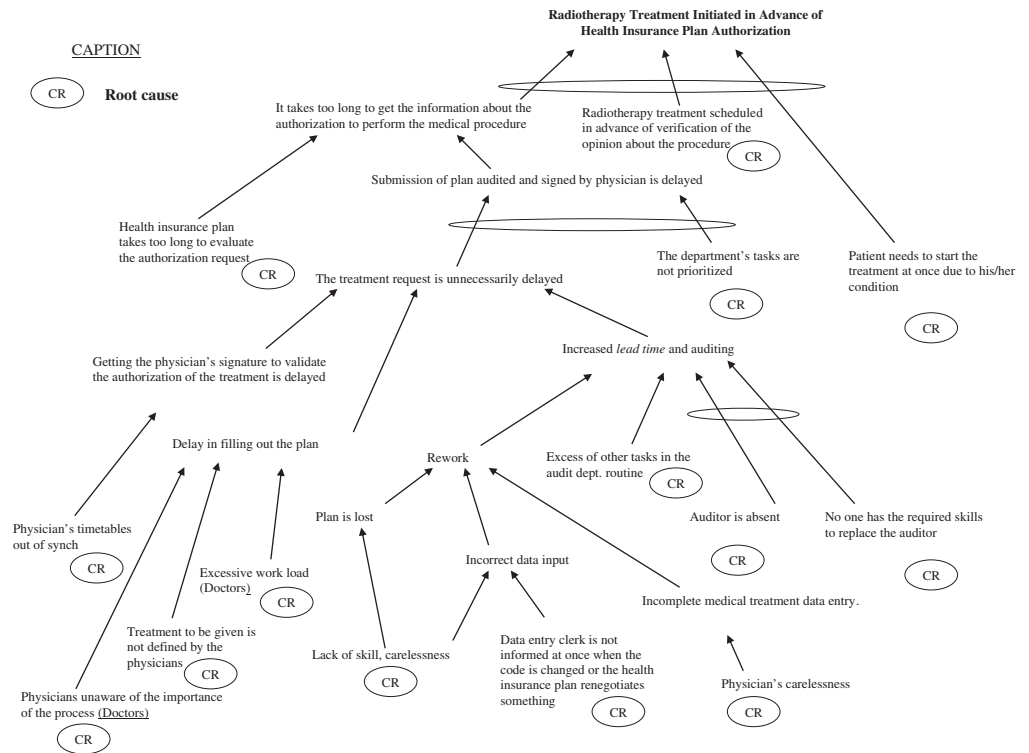 Radiotherapy Treatment Initiated in Advance of
Health Insurance Plan Authorization
CAPTION
CR
Root cause
It takes too long to get the information about the
authorization to perform the medical procedure
Radiotherapy treatment scheduled
in advance of verification of the
opinion about the procedure
CR
Submission of plan audited and signed by physician is delayed
Health insurance plan
takes too long to evaluate
the authorization request
CR
The department's tasks are
not prioritized
CR
Patient needs to start the
treatment at once due to his/her
condition
CR
The treatment request is unnecessarily delayed
Getting the physician's signature to validate
the authorization of the treatment is delayed
Increased lead time and auditing
Delay in filling out the plan
Rework
Excess of other tasks in the
audit dept. routine
CR
Physician's timetables
out of synch
CR
Plan is lost
Auditor is absent
CR
No one has the required skills
to replace the auditor
CR
Excessive work load
(Doctors)
CR
Incorrect data input
Incomplete medical treatment data entry.
Treatment to be given is
not defined by the
physicians
CR
Lack of skill, carelessness
CR
Data entry clerk is not
informed at once when the
code is changed or the health
insurance plan renegotiates
something
CR
Physician's carelessness
CR
Physicians unaware of the importance
of the process (Doctors)
CR